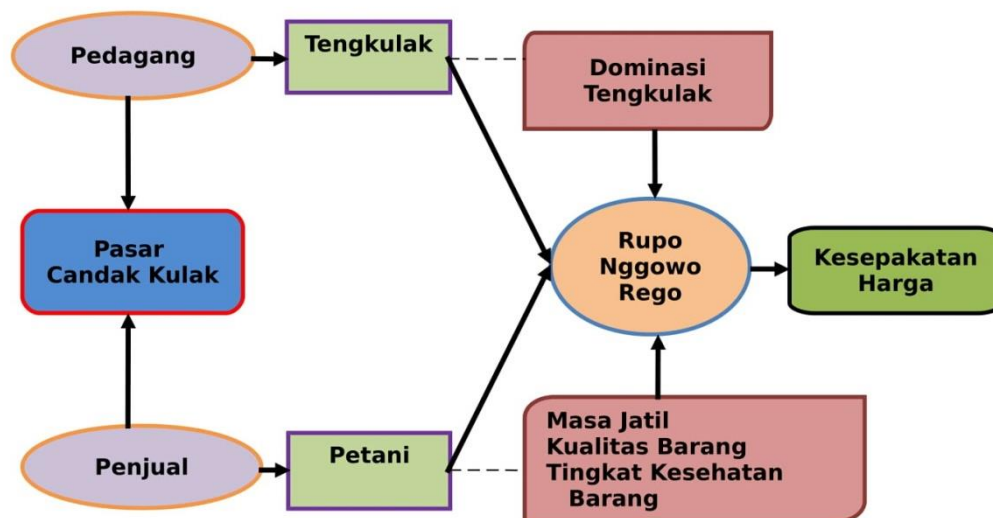 Pedagang
Tengkulak
Dominasi
Tengkulak
Pasar
Candak Kulak
Rupo
Nggowo
Rego
Kesepakatan
Harga
Penjual
Petani
Masa Jatil
Kualitas Barang
Tingkat Kesehatan
Barang